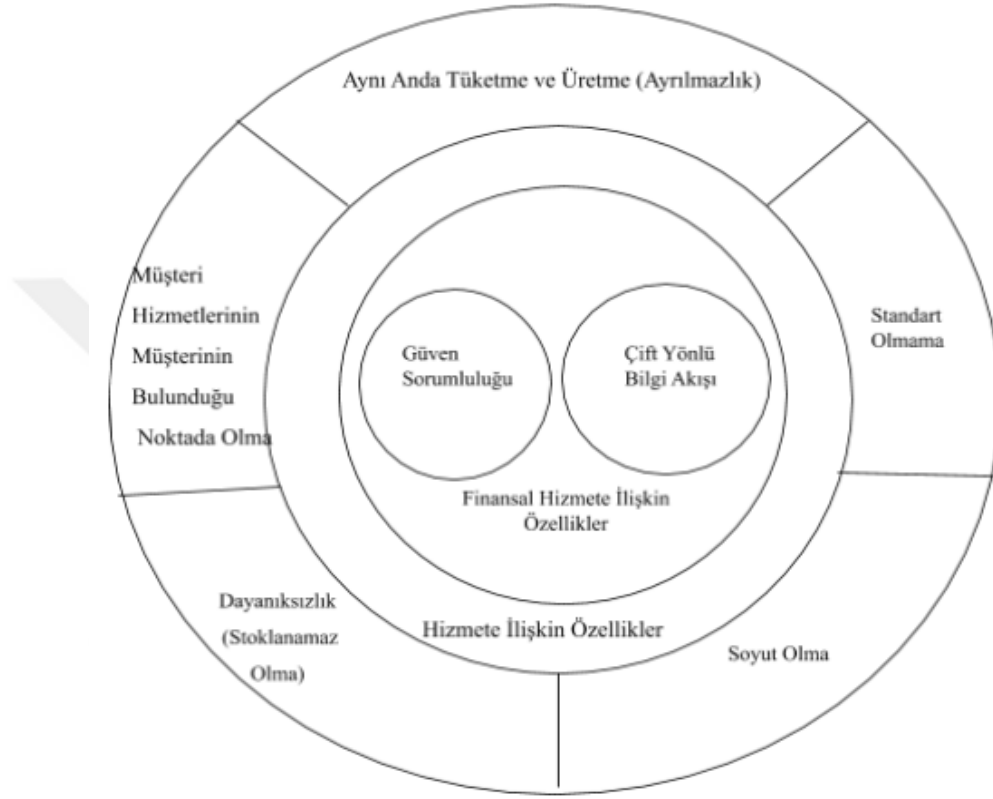 Aynı Anda Tüketme ve Üretme (Ayrılmazlık)
Müşteri
Hizmetlerinin
Müşterinin
Bulunduğu
Noktada Olma
Güven
Sorumluluğu
Çift Yönlü
Bilgi Akışı
Standart
Olmama
Finansal Hizmete İlişkin
Özellikler
Dayanıksızlık
(Stoklanamaz
Olma)
Hizmete İlişkin Özellikler
Soyut Olma